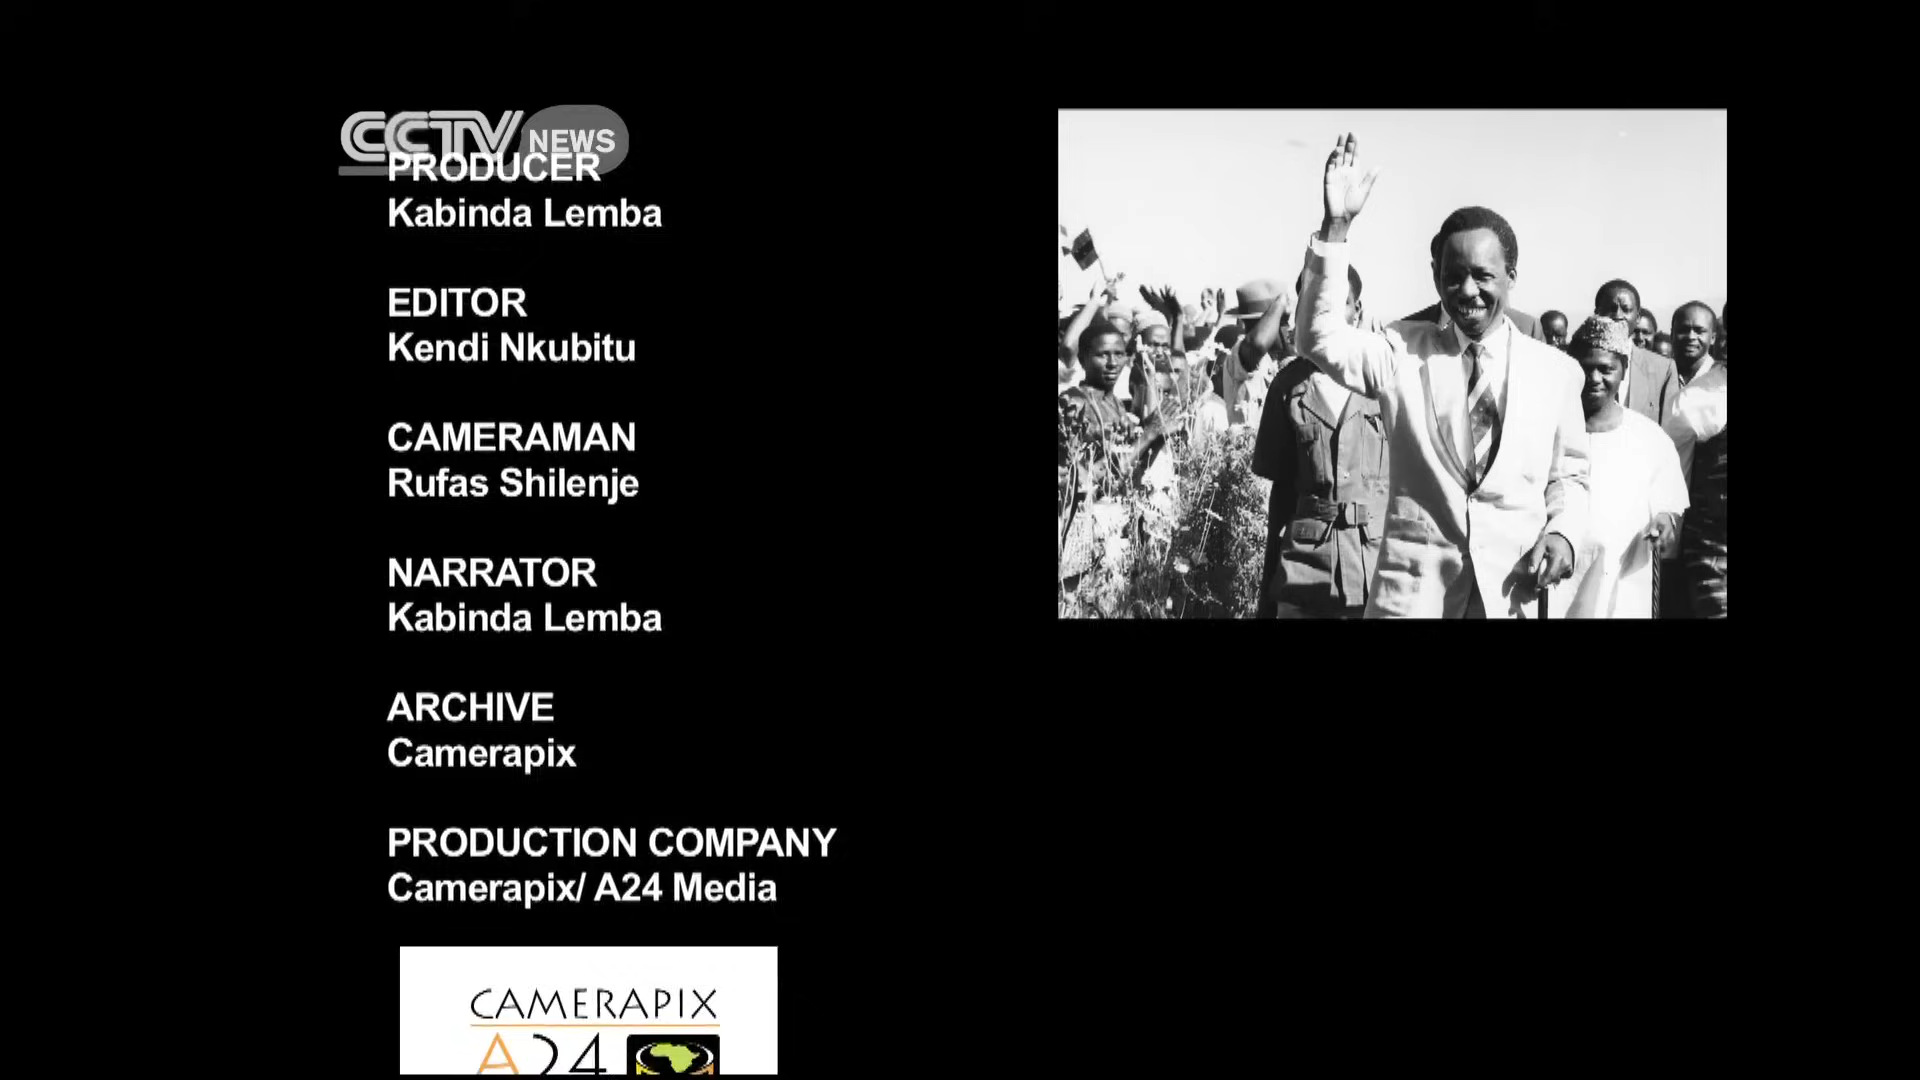 CCTV NEWS
PRODUCER
Kabinda Lemba
EDITOR
Kendi Nkubitu
CAMERAMAN
Rufas Shilenje
NARRATOR
Kabinda Lemba
ARCHIVE
Camerapix
PRODUCTION COMPANY
Camerapix/ A24 Media
CAMERAPIX
A24